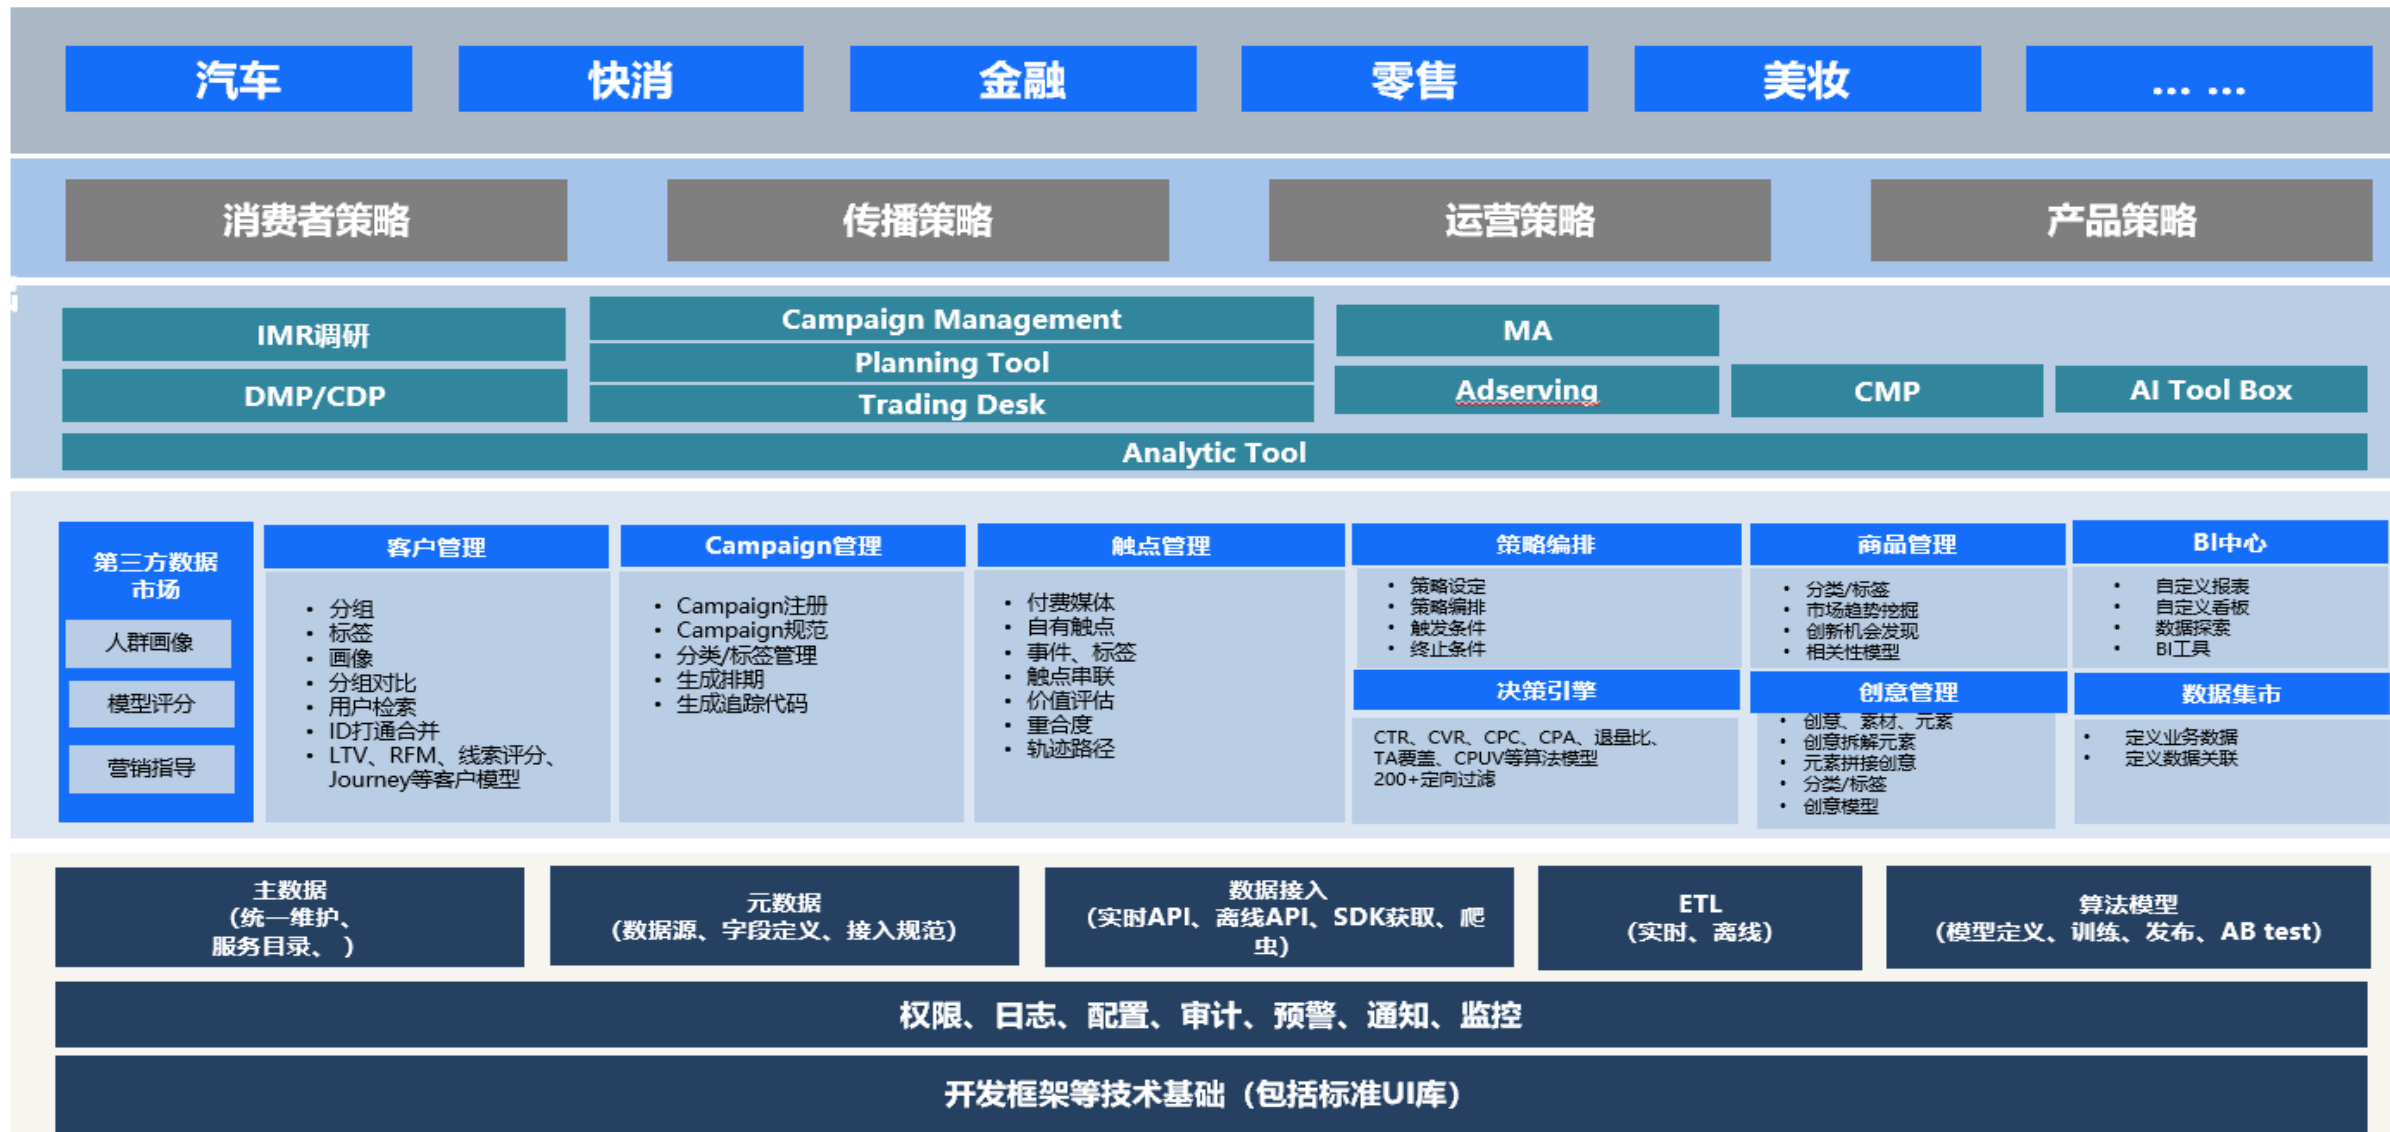 汽车
快消
金融
零售
美妆
... ...
消费者策略
传播策略
运营策略
产品策略
IMR调研
DMP/CDP
Campaign Management
Planning Tool
Trading Desk
MA
Adserving
CMP
AI Tool Box
Analytic Tool
第三方数据
市场
人群画像
模型评分
营销指导
客户管理
• 分组
• 标签
• 画像
• 分组对比
• 用户检索
• ID打通合并
• LTV、RFM、线索评分、
Journey等客户模型
Campaign管理
• Campaign注册
• Campaign规范
• 分类/标签管理
• 生成排期
• 生成追踪代码
触点管理
• 付费媒体
• 自有触点
• 事件、标签
• 触点串联
• 价值评估
• 重合度
• 轨迹路径
策略编排
• 策略设定
• 策略编排
• 触发条件
• 终止条件
决策引擎
CTR、CVR、CPC、CPA、退量比、
TA覆盖、CPUV等算法模型
200+定向过滤
商品管理
• 分类/标签
• 市场趋势挖掘
• 创新机会发现
• 相关性模型
创意管理
• 创意、素材、元素
• 创意拆解元素
• 元素拼接创意
• 分类/标签
• 创意模型
BI中心
• 自定义报表
• 自定义看板
• 数据探索
• BI工具
数据集市
• 定义业务数据
• 定义数据关联
主数据
（统一维护、
服务目录、 ）
元数据
（数据源、字段定义、接入规范）
数据接入
（实时API、离线API、SDK获取、爬
虫）
ETL
（实时、离线）
算法模型
（模型定义、训练、发布、AB test）
权限、日志、配置、审计、预警、通知、监控
开发框架等技术基础（包括标准UI库）